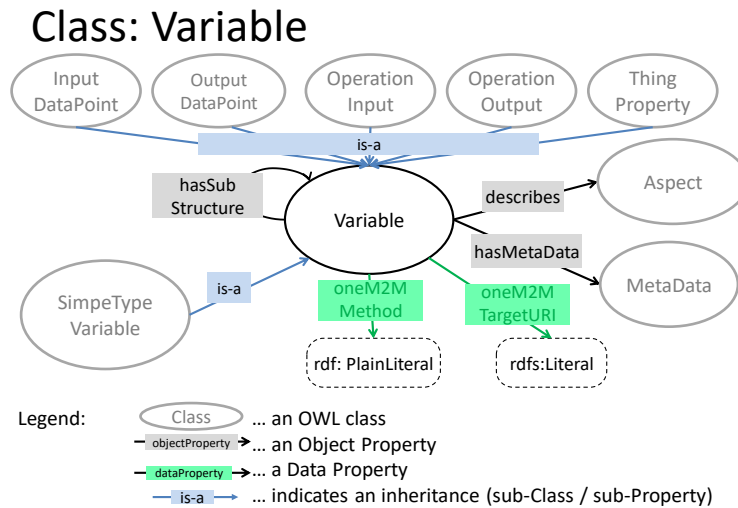 Class: Variable
Input
DataPoint
Output
DataPoint
Operation
Input
Operation
Output
Thing
Property
is-a
hasSub
Structure
Variable
describes
Aspect
hasMetaData
MetaData
is-a
SimpeType
Variable
oneM2M
Method
oneM2M
TargetURI
rdf: PlainLiteral
rdfs:Literal
Legend:
Class
... an OWL class
objectProperty
... an Object Property
dataProperty
... a Data Property
is-a
... indicates an inheritance (sub-Class / sub-Property)